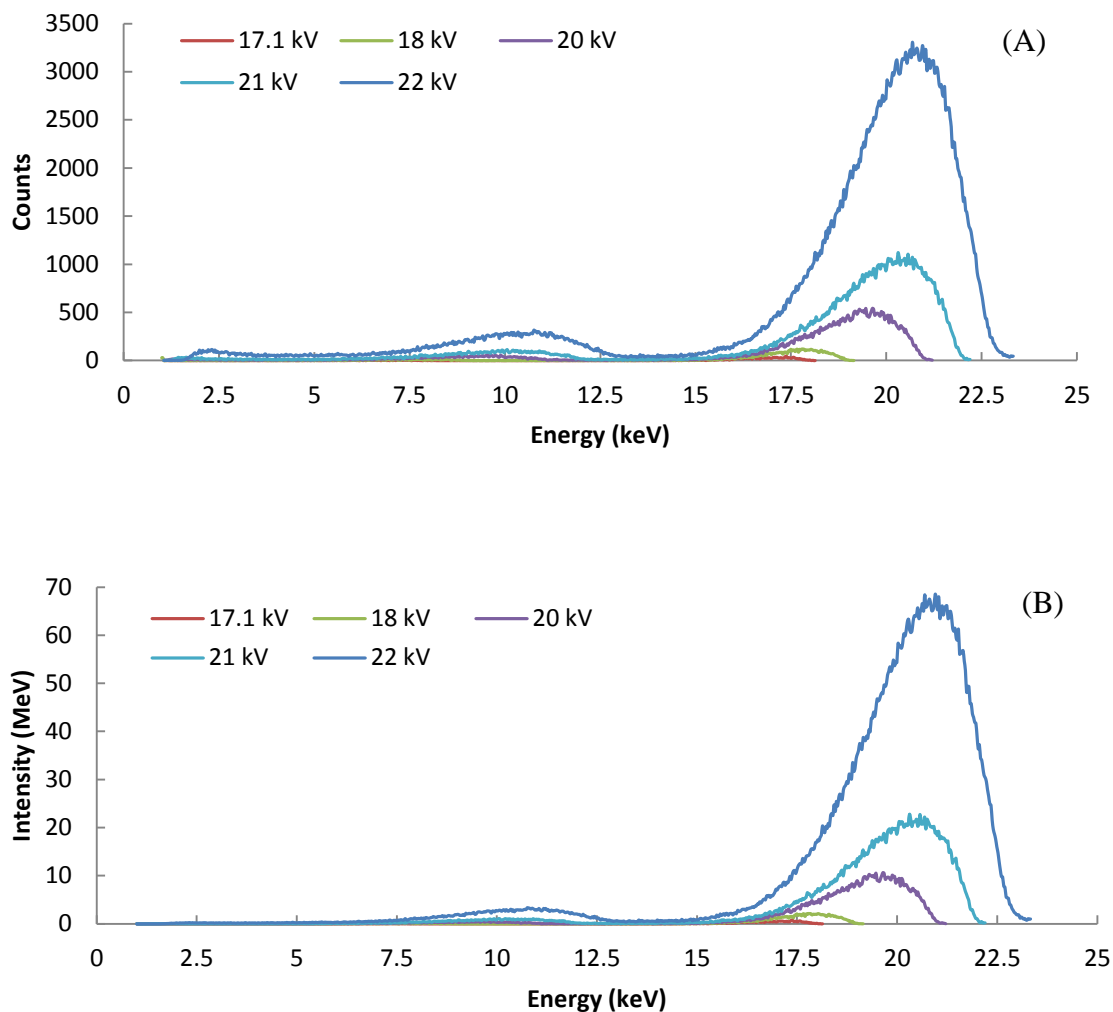 3500
3000
2500
2000
1500
1000
500
0
Counts
17.1 kV 18 kV 20 kV
21 kV 22 kV
(A)
0 2.5 5 7.5 10 12.5 15 17.5 20 22.5 25
Energy (keV)
70
60
50
40
30
20
10
0
Intensity (MeV)
17.1 kV 18 kV 20 kV
21 kV 22 kV
(B)
0 2.5 5 7.5 10 12.5 15 17.5 20 22.5 25
Energy (keV)